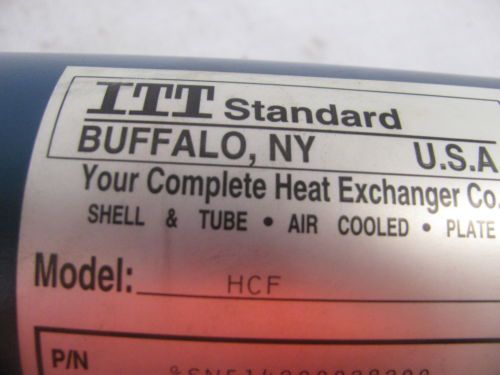 ITT Standard
BUFFALO, NY U.S.A
Your Complete Heat Exchanger Co.
SHELL & TUBE • AIR COOLED • PLATE
Model: HCF
P/N